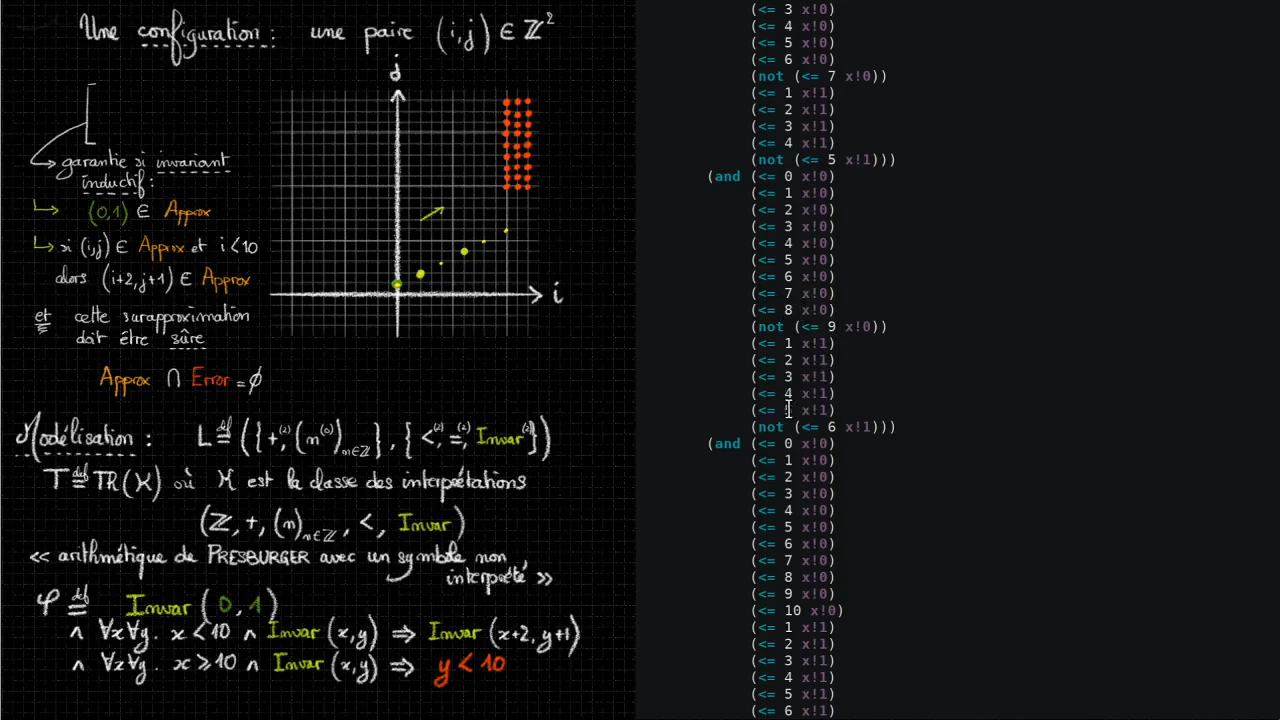 Une configuration : une paire (i,j) ∈ ℤ²
j
i
garantie si invariant
inductif :
↳ (0,1) ∈ Approx
↳ si (i,j) ∈ Approx et i < 10
alors (i+2, j+1) ∈ Approx
et cette surapproximation
doit être sûre
Approx ∩ Error = ∅
Modélisation : L ≝ ({+⁽²⁾, (n⁽⁰⁾)n∈ℤ}, {<⁽²⁾, =⁽²⁾, Invar⁽²⁾})
T ≝ TR(K) où K est la classe des interprétations
(ℤ, +, (n)n∈ℤ, <, Invar)
<< arithmétique de PRESBURGER avec un symbole non
interprété >>
φ ≝ Invar (0, 1)
∧ ∀x∀y. x < 10 ∧ Invar (x,y) ⇒ Invar (x+2, y+1)
∧ ∀x∀y. x ⩾ 10 ∧ Invar (x,y) ⇒ y < 10
(<= 3 x!0)
(<= 4 x!0)
(<= 5 x!0)
(<= 6 x!0)
(not (<= 7 x!0))
(<= 1 x!1)
(<= 2 x!1)
(<= 3 x!1)
(<= 4 x!1)
(not (<= 5 x!1)))
(and (<= 0 x!0)
(<= 1 x!0)
(<= 2 x!0)
(<= 3 x!0)
(<= 4 x!0)
(<= 5 x!0)
(<= 6 x!0)
(<= 7 x!0)
(<= 8 x!0)
(not (<= 9 x!0))
(<= 1 x!1)
(<= 2 x!1)
(<= 3 x!1)
(<= 4 x!1)
(<= x!1)
(not (<= 6 x!1)))
(and (<= 0 x!0)
(<= 1 x!0)
(<= 2 x!0)
(<= 3 x!0)
(<= 4 x!0)
(<= 5 x!0)
(<= 6 x!0)
(<= 7 x!0)
(<= 8 x!0)
(<= 9 x!0)
(<= 10 x!0)
(<= 1 x!1)
(<= 2 x!1)
(<= 3 x!1)
(<= 4 x!1)
(<= 5 x!1)
(<= 6 x!1)